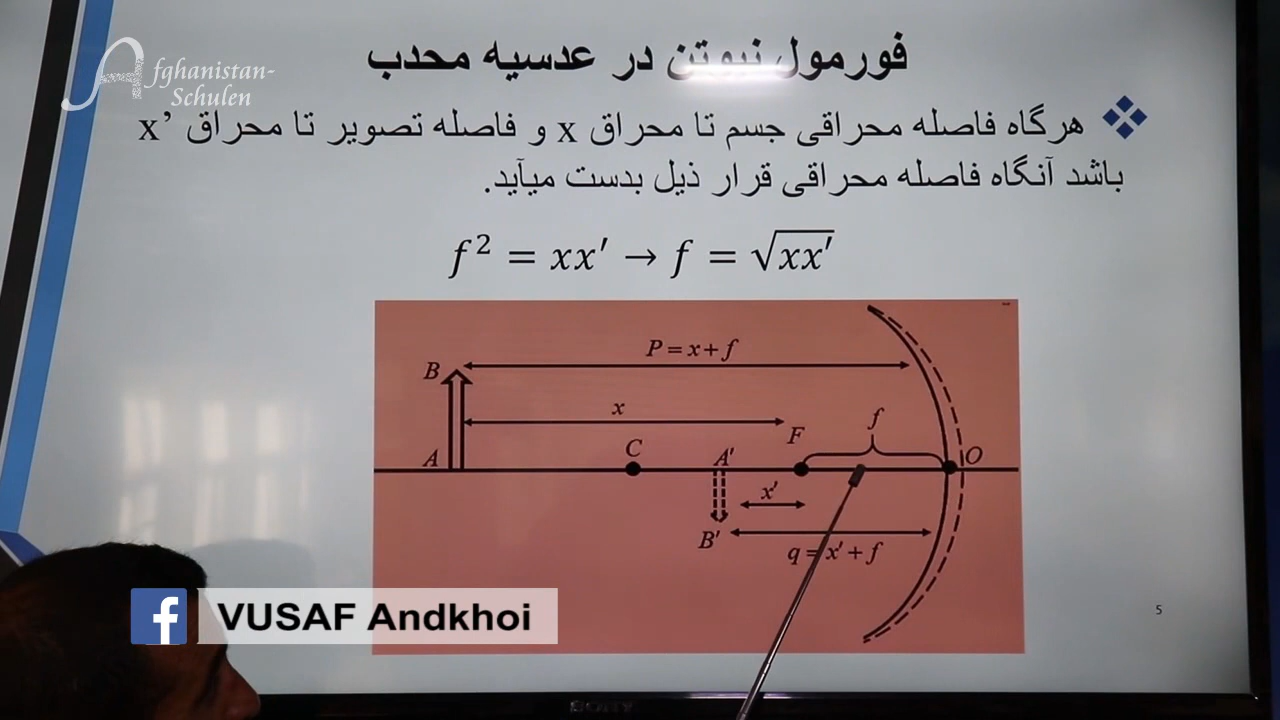 Afghanistan-
Schulen
فورمول نیوتن در عدسیه محدب
هرگاه فاصله محراقی جسم تا محراق x و فاصله تصویر تا محراق x’
باشد آنگاه فاصله محراقی قرار ذیل بدست میآید.
f² = xx′ → f = √xx′
P = x + f
B
x
f
F
A
C
A′
O
x′
B′
q = x′ + f
5
f VUSAF Andkhoi
SONY